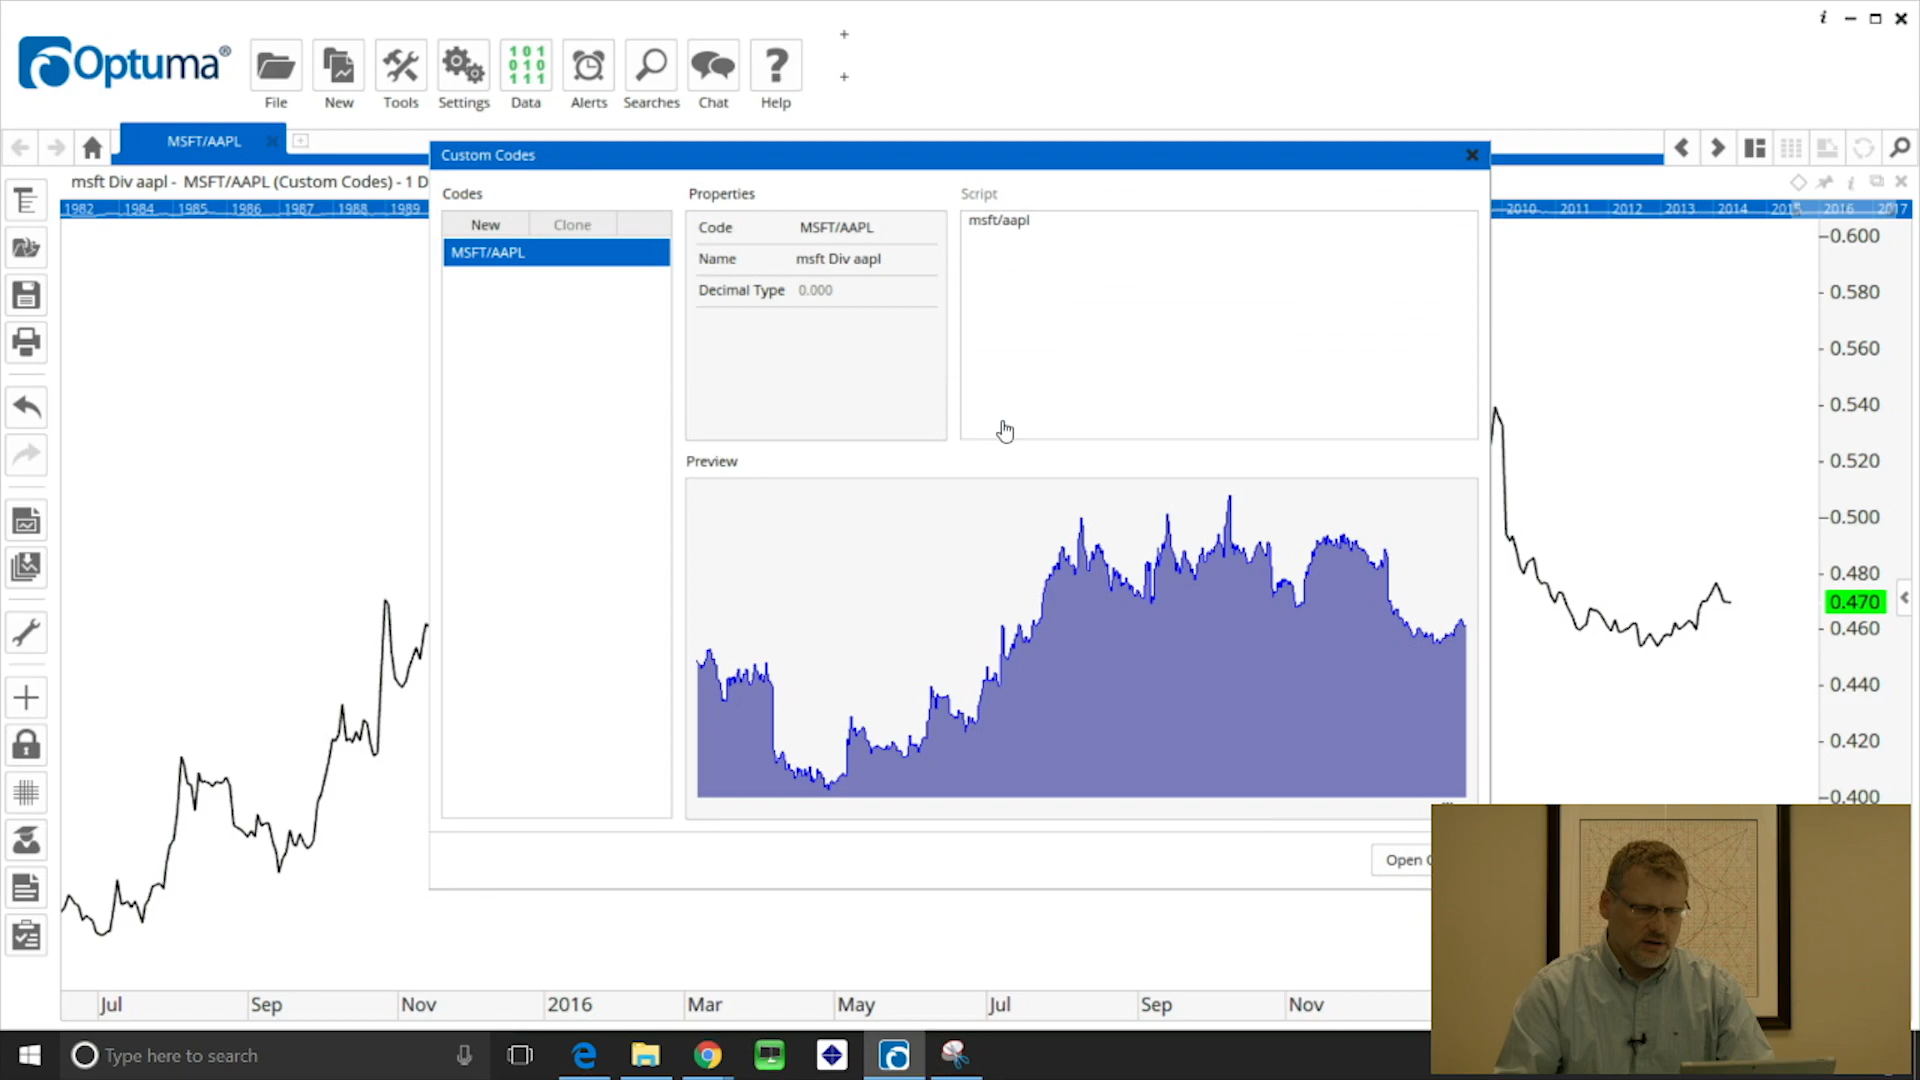 Optuma®
File New Tools Settings Data Alerts Searches Chat Help
MSFT/AAPL
msft Div aapl - MSFT/AAPL (Custom Codes) - 1 D
1982 1984 1985 1986 1987 1988 1989
2010 2011 2012 2013 2014 2015 2016 2017
Custom Codes
Codes
New Clone
MSFT/AAPL
Properties
Code MSFT/AAPL
Name msft Div aapl
Decimal Type 0.000
Script
msft/aapl
Preview
Open
0.600
0.580
0.560
0.540
0.520
0.500
0.480
0.470
0.460
0.440
0.420
0.400
Jul Sep Nov 2016 Mar May Jul Sep Nov
Type here to search